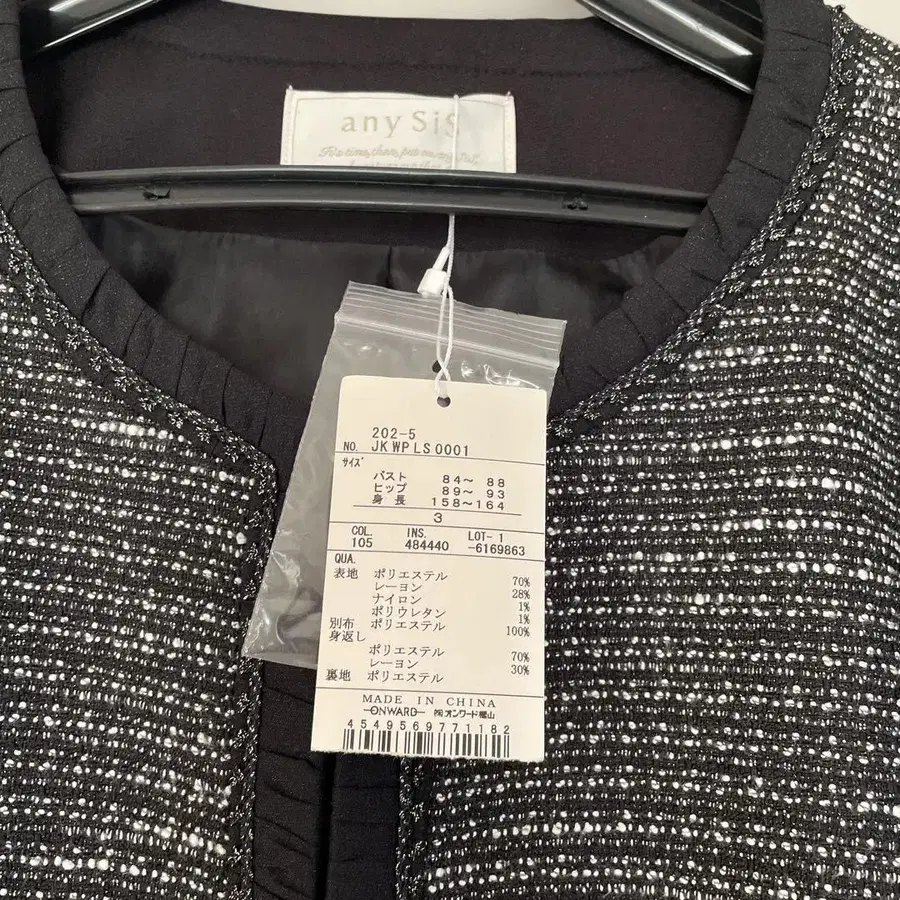 any SiS
202-5
NO. JKWPLS0001
ｻｲｽﾞ
バスト 84～ 88
ヒップ 89～ 93
身 長 158～164
3
COL. INS. LOT- 1
105 484440 -6169863
QUA.
表地 ポリエステル 70%
レーヨン 28%
ナイロン 1%
ポリウレタン 1%
別布 ポリエステル 100%
身返し
ポリエステル 70%
レーヨン 30%
裏地 ポリエステル
MADE IN CHINA
ONWARD ㈱オンワード樫山
4549569771182